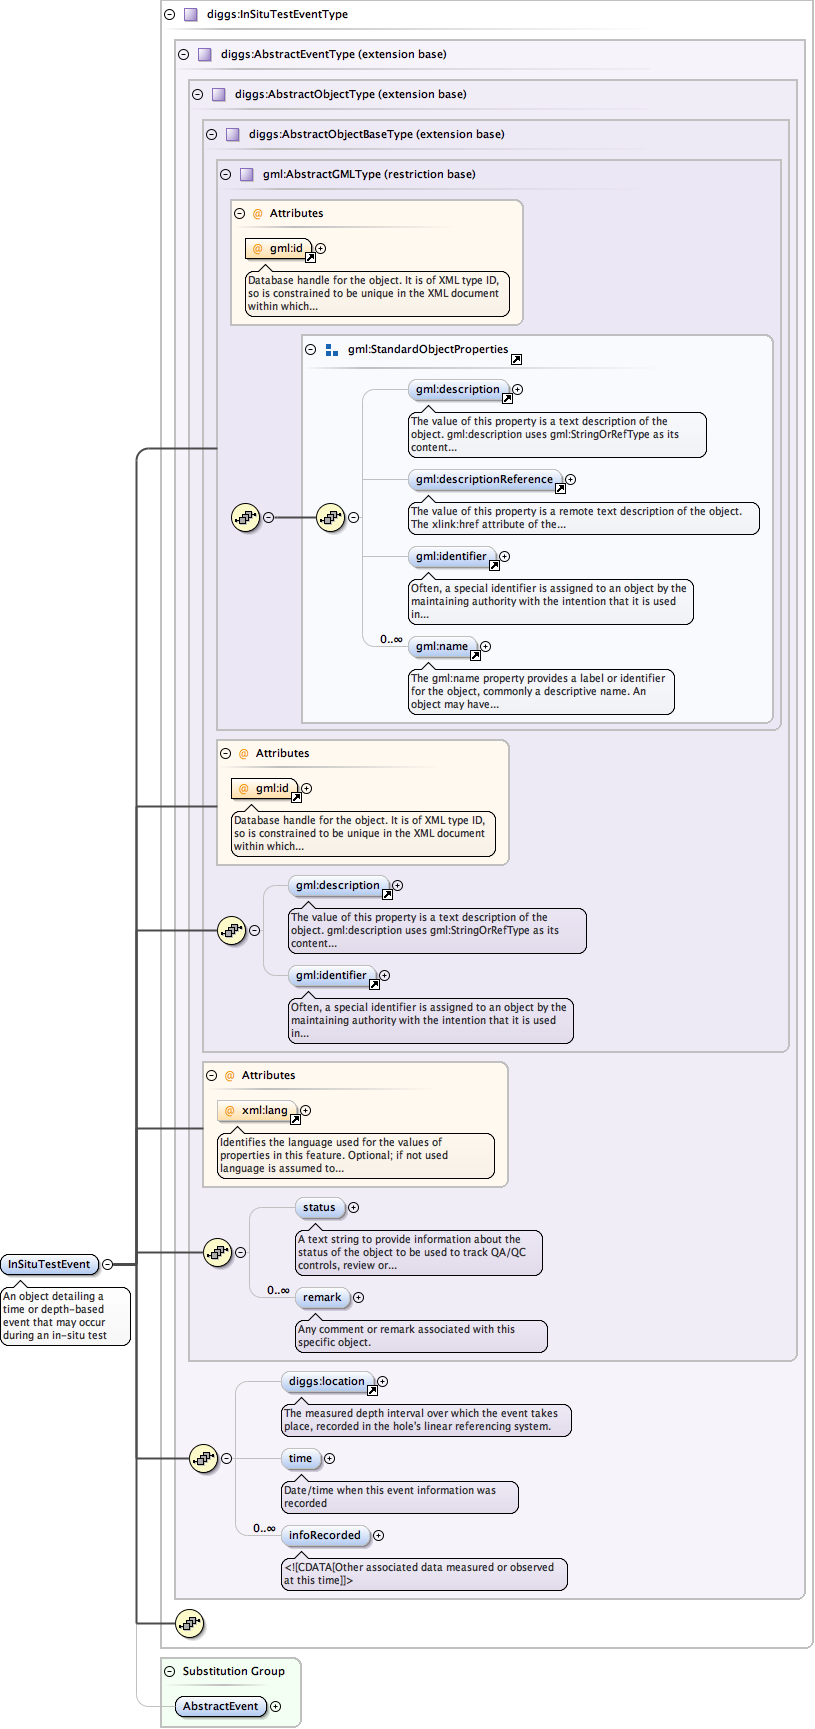 diggs:InSituTestEventType
diggs:AbstractEventType (extension base)
diggs:AbstractObjectType (extension base)
diggs:AbstractObjectBaseType (extension base)
gml:AbstractGMLType (restriction base)
@ Attributes
@ gml:id
Database handle for the object. It is of XML type ID,
so is constrained to be unique in the XML document
within which...
gml:StandardObjectProperties
gml:description
The value of this property is a text description of the
object. gml:description uses gml:StringOrRefType as its
content...
gml:descriptionReference
The value of this property is a remote text description of the object.
The xlink:href attribute of the...
gml:identifier
Often, a special identifier is assigned to an object by the
maintaining authority with the intention that it is used
in...
0..∞
gml:name
The gml:name property provides a label or identifier
for the object, commonly a descriptive name. An
object may have...
@ Attributes
@ gml:id
Database handle for the object. It is of XML type ID,
so is constrained to be unique in the XML document
within which...
gml:description
The value of this property is a text description of the
object. gml:description uses gml:StringOrRefType as its
content...
gml:identifier
Often, a special identifier is assigned to an object by the
maintaining authority with the intention that it is used
in...
@ Attributes
@ xml:lang
Identifies the language used for the values of
properties in this feature. Optional; if not used
language is assumed to...
status
A text string to provide information about the
status of the object to be used to track QA/QC
controls, review or...
0..∞
remark
Any comment or remark associated with this
specific object.
InSituTestEvent
An object detailing a
time or depth-based
event that may occur
during an in-situ test
diggs:location
The measured depth interval over which the event takes
place, recorded in the hole's linear referencing system.
time
Date/time when this event information was
recorded
0..∞
infoRecorded
<![CDATA[Other associated data measured or observed
at this time]]>
Substitution Group
AbstractEvent